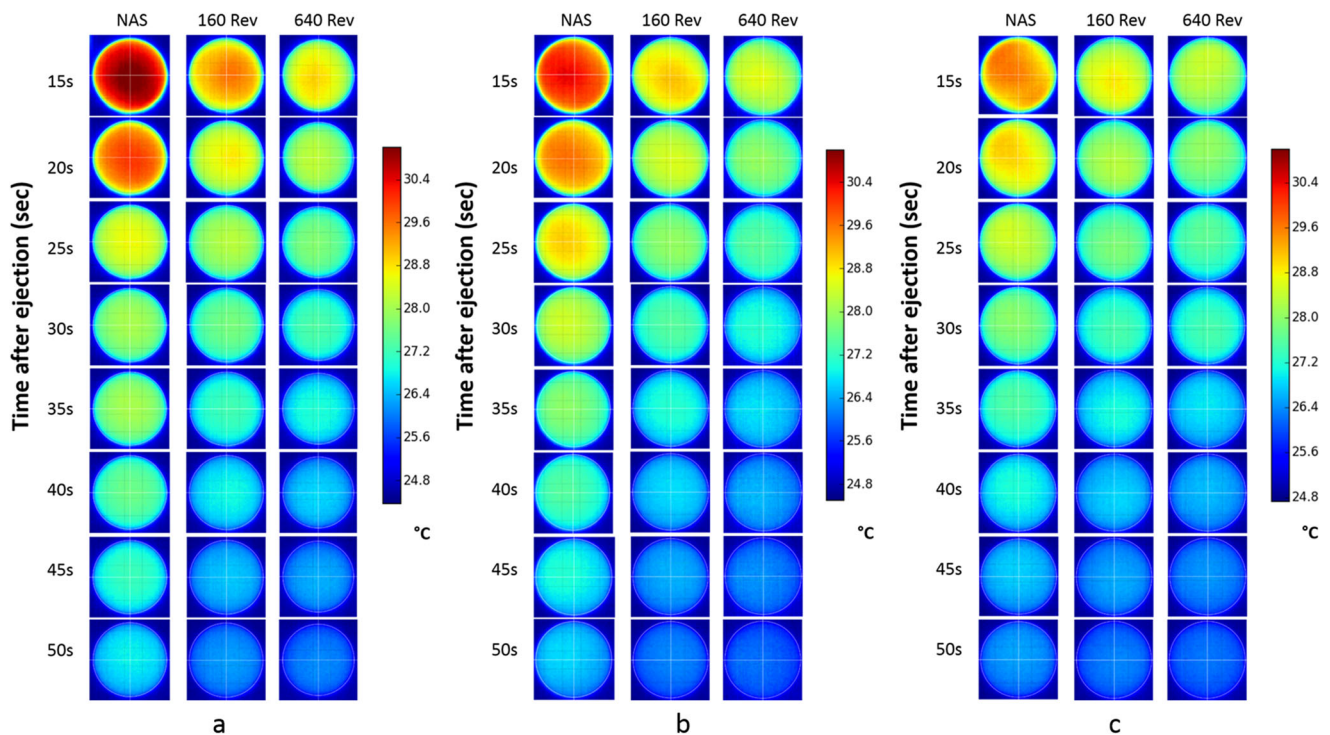 NAS 160 Rev 640 Rev
15s
20s
25s
30s
35s
40s
45s
50s
Time after ejection (sec)
30.4
29.6
28.8
28.0
27.2
26.4
25.6
24.8
°C
a
NAS 160 Rev 640 Rev
15s
20s
25s
30s
35s
40s
45s
50s
Time after ejection (sec)
30.4
29.6
28.8
28.0
27.2
26.4
25.6
24.8
°C
b
NAS 160 Rev 640 Rev
15s
20s
25s
30s
35s
40s
45s
50s
Time after ejection (sec)
30.4
29.6
28.8
28.0
27.2
26.4
25.6
24.8
°C
c